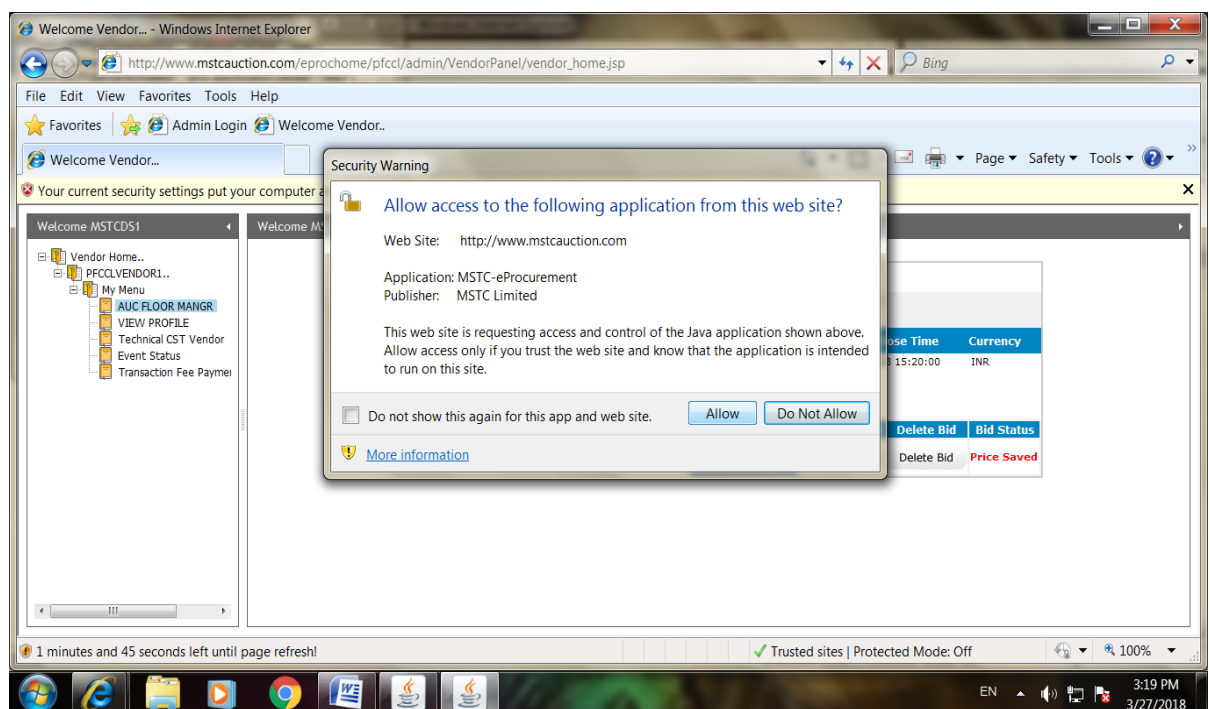 Welcome Vendor... - Windows Internet Explorer
http://www.mstcauction.com/eprochome/pfccl/admin/VendorPanel/vendor_home.jsp
Bing
File Edit View Favorites Tools Help
Favorites Admin Login Welcome Vendor..
Welcome Vendor...
Page Safety Tools
Your current security settings put your computer
Welcome MSTCDS1
Welcome
Vendor Home..
PFCCLVENDOR1..
My Menu
AUC FLOOR MANGR
VIEW PROFILE
Technical CST Vendor
Event Status
Transaction Fee Paymer
Security Warning
Allow access to the following application from this web site?
Web Site: http://www.mstcauction.com
Application: MSTC-eProcurement
Publisher: MSTC Limited
This web site is requesting access and control of the Java application shown above.
Allow access only if you trust the web site and know that the application is intended
to run on this site.
Do not show this again for this app and web site.
Allow
Do Not Allow
More information
ose Time Currency
15:20:00 INR
Delete Bid Bid Status
Delete Bid Price Saved
1 minutes and 45 seconds left until page refresh!
Trusted sites | Protected Mode: Off
100%
EN
3:19 PM
3/27/2018